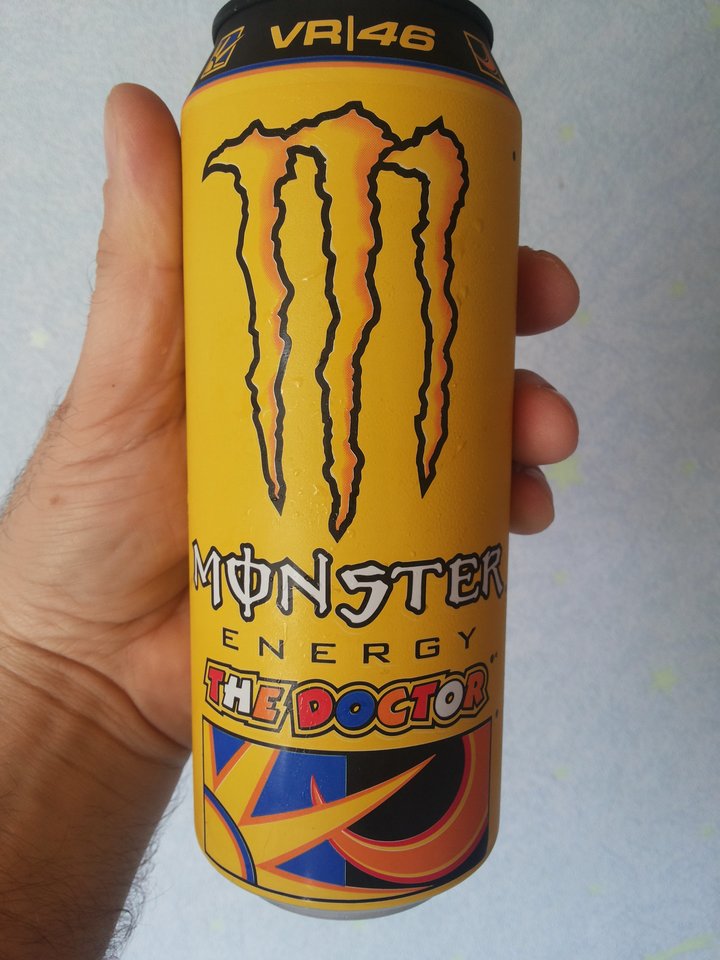 VR|46
MONSTER
ENERGY
THE DOCTOR